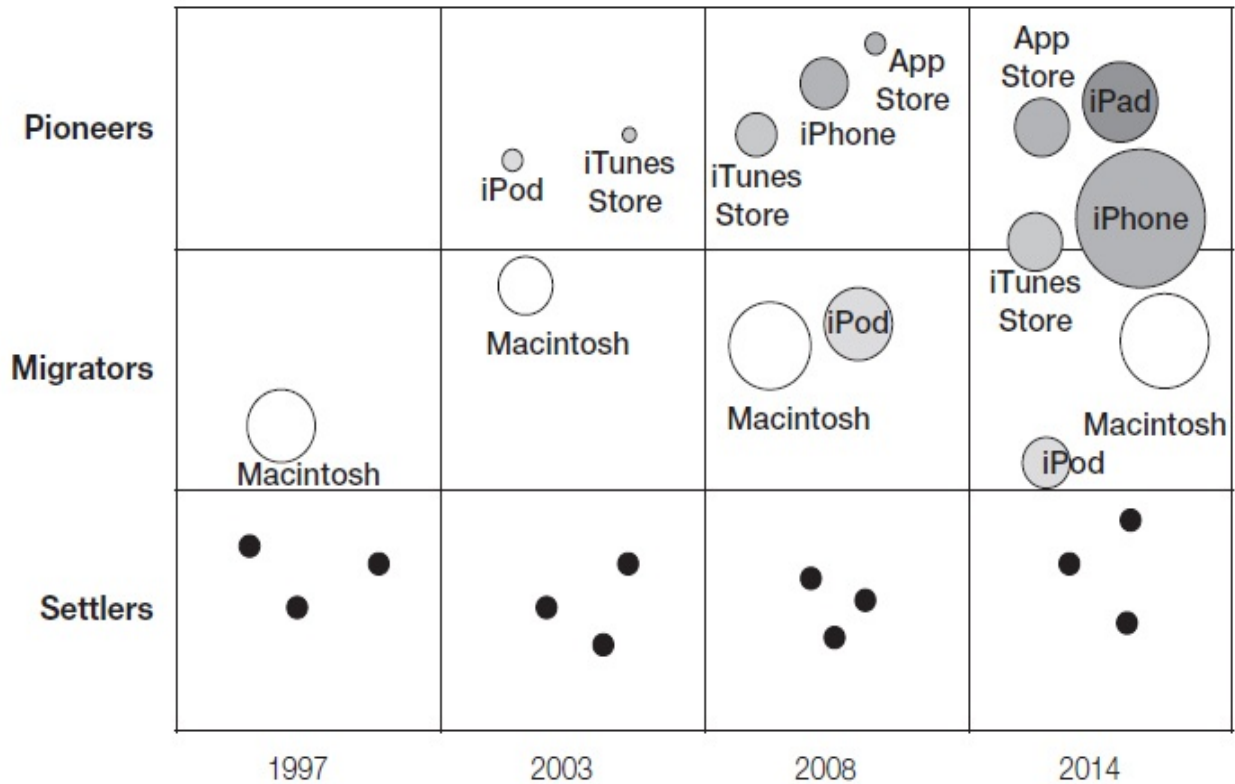 Pioneers
iPod
iTunes
Store
iTunes
Store
iPhone
App
Store
App
Store
iPad
iPhone
iTunes
Store
Migrators
Macintosh
Macintosh
Macintosh
iPod
Macintosh
iPod
Settlers
1997
2003
2008
2014